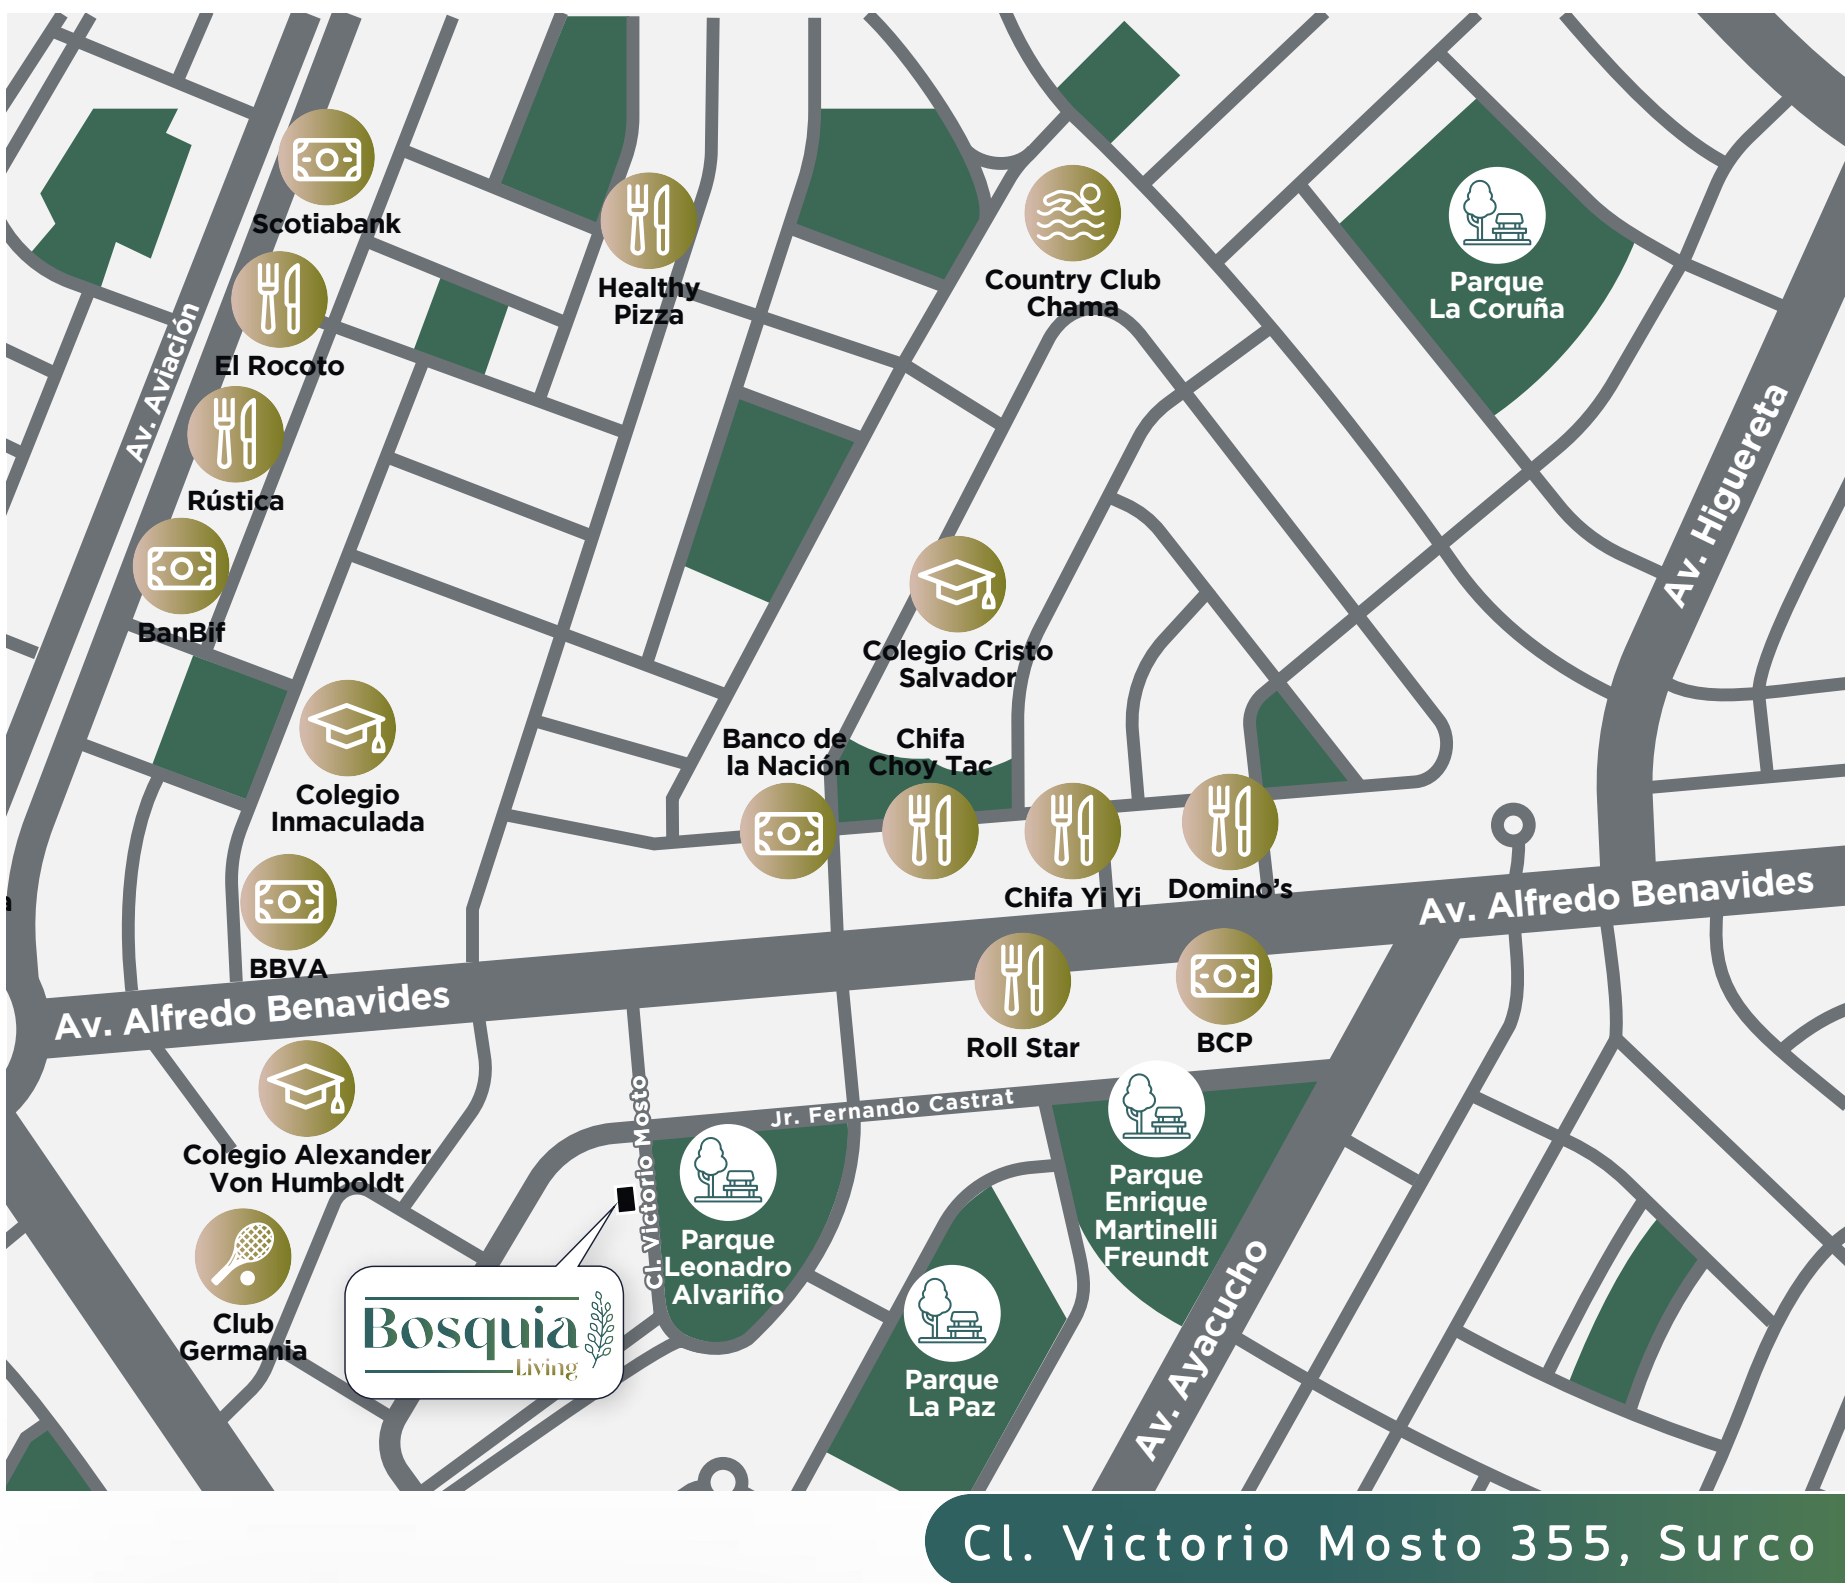 Scotiabank
El Rocoto
Av. Aviación
Rústica
BanBif
Healthy
Pizza
Country Club
Chama
Parque
La Coruña
Av. Higuereta
Colegio Cristo
Salvador
Colegio
Inmaculada
Banco de
la Nación
Chifa
Choy Tac
Chifa Yi Yi
Domino's
BBVA
a
Av. Alfredo Benavides
Av. Alfredo Benavides
Roll Star
BCP
Colegio Alexander
Von Humboldt
Cl. Victorio Mosto
Jr. Fernando Castrat
Parque
Leonadro
Alvariño
Parque
Enrique
Martinelli
Freundt
Club
Germania
Bosquia
Living
Parque
La Paz
Av. Ayacucho
Cl. Victorio Mosto 355, Surco